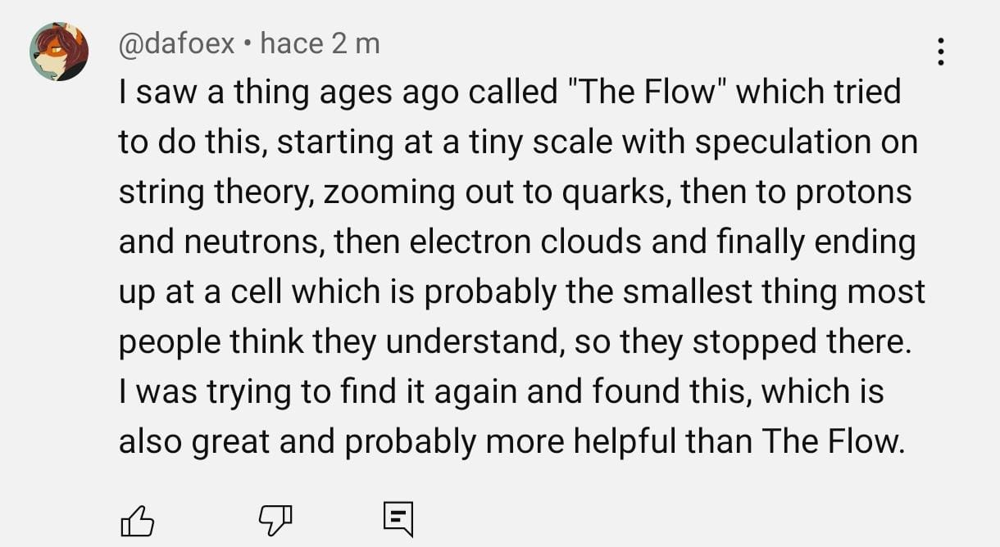 @dafoex • hace 2 m
I saw a thing ages ago called "The Flow" which tried
to do this, starting at a tiny scale with speculation on
string theory, zooming out to quarks, then to protons
and neutrons, then electron clouds and finally ending
up at a cell which is probably the smallest thing most
people think they understand, so they stopped there.
I was trying to find it again and found this, which is
also great and probably more helpful than The Flow.